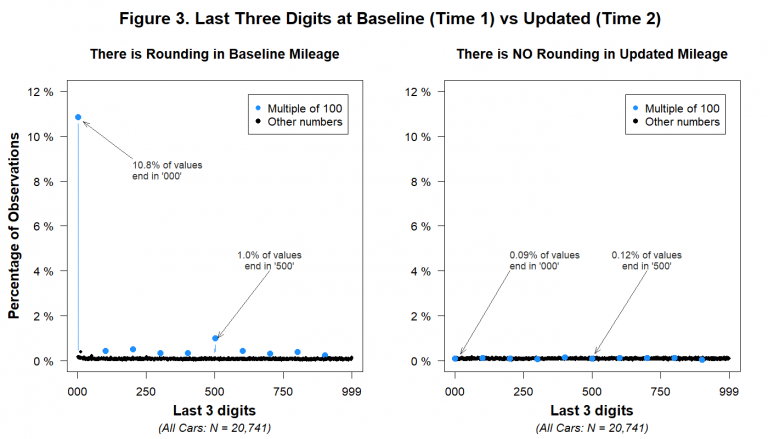 Figure 3. Last Three Digits at Baseline (Time 1) vs Updated (Time 2)
There is Rounding in Baseline Mileage
12 %
10 %
8 %
6 %
4 %
2 %
0 %
Percentage of Observations
Multiple of 100
Other numbers
10.8% of values
end in '000'
1.0% of values
end in '500'
000
250
500
750
999
Last 3 digits
(All Cars: N = 20,741)
There is NO Rounding in Updated Mileage
12 %
10 %
8 %
6 %
4 %
2 %
0 %
Multiple of 100
Other numbers
0.09% of values
end in '000'
0.12% of values
end in '500'
000
250
500
750
999
Last 3 digits
(All Cars: N = 20,741)